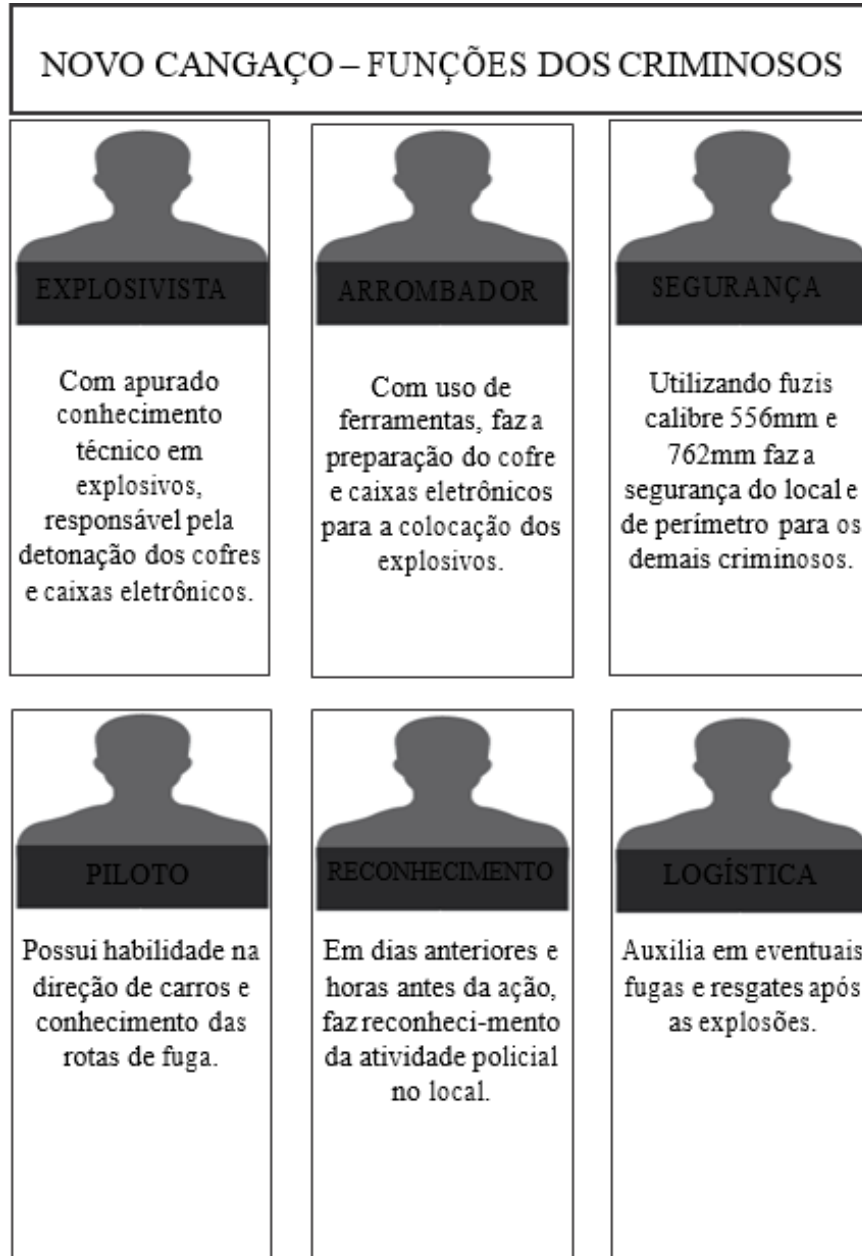 NOVO CANGAÇO – FUNÇÕES DOS CRIMINOSOS
EXPLOSIVISTA
Com apurado
conhecimento
técnico em
explosivos,
responsável pela
detonação dos cofres
e caixas eletrônicos.
ARROMBADOR
Com uso de
ferramentas, faz a
preparação do cofre
e caixas eletrônicos
para a colocação dos
explosivos.
SEGURANÇA
Utilizando fuzis
calibre 556mm e
762mm faz a
segurança do local e
de perímetro para os
demais criminosos.
PILOTO
Possui habilidade na
direção de carros e
conhecimento das
rotas de fuga.
RECONHECIMENTO
Em dias anteriores e
horas antes da ação,
faz reconheci-mento
da atividade policial
no local.
LOGÍSTICA
Auxilia em eventuais
fugas e resgates após
as explosões.